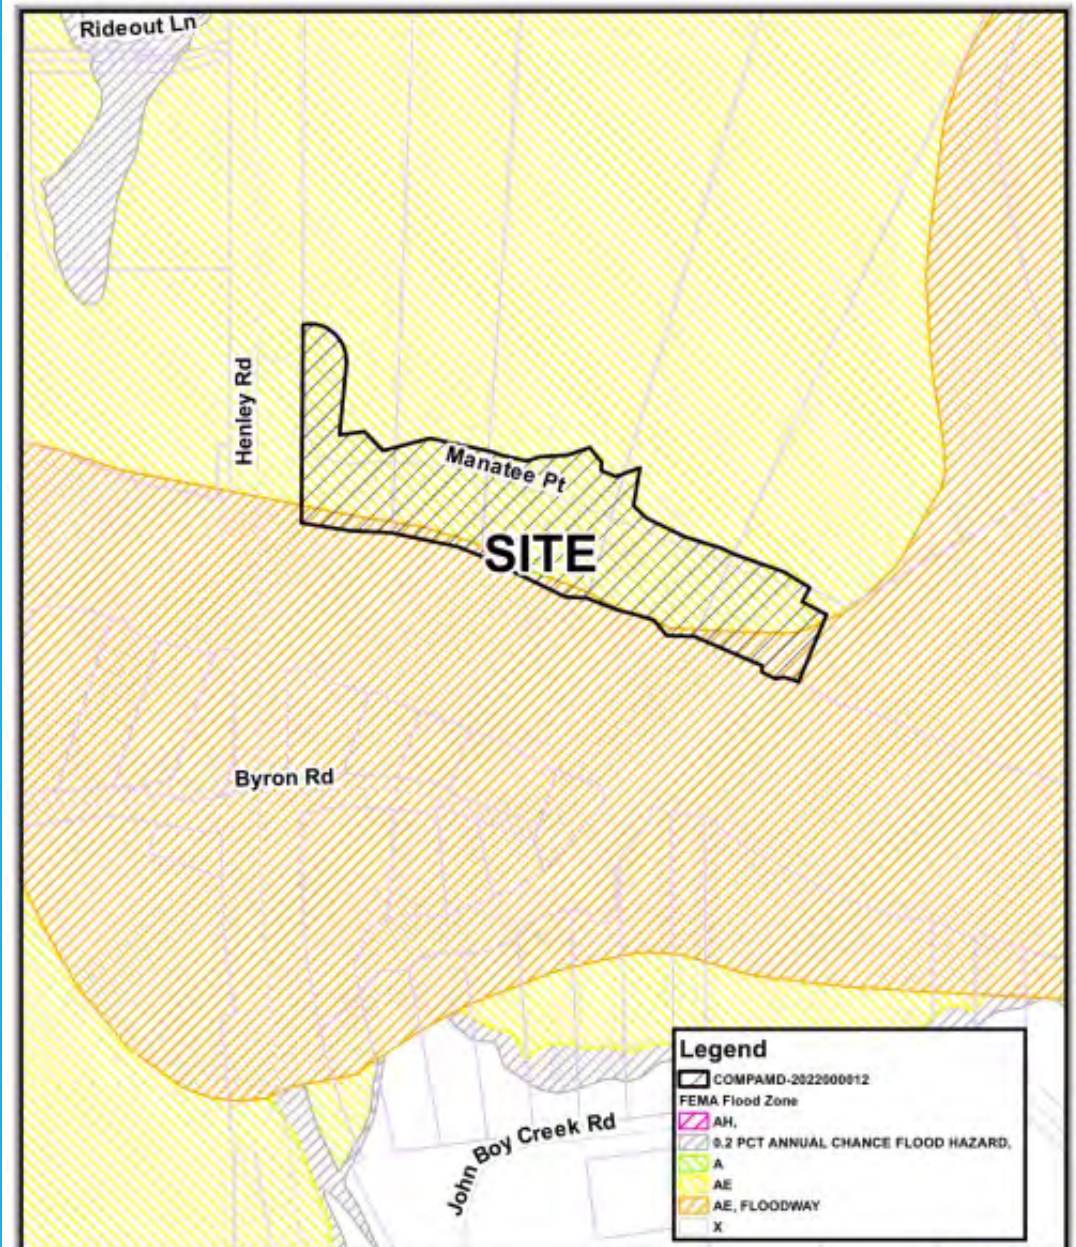 Rideout Ln
Henley Rd
Manatee Pt
SITE
Byron Rd
John Boy Creek Rd
Legend
COMPAMD-2022000012
FEMA Flood Zone
AH,
0.2 PCT ANNUAL CHANCE FLOOD HAZARD,
A
AE
AE, FLOODWAY
X